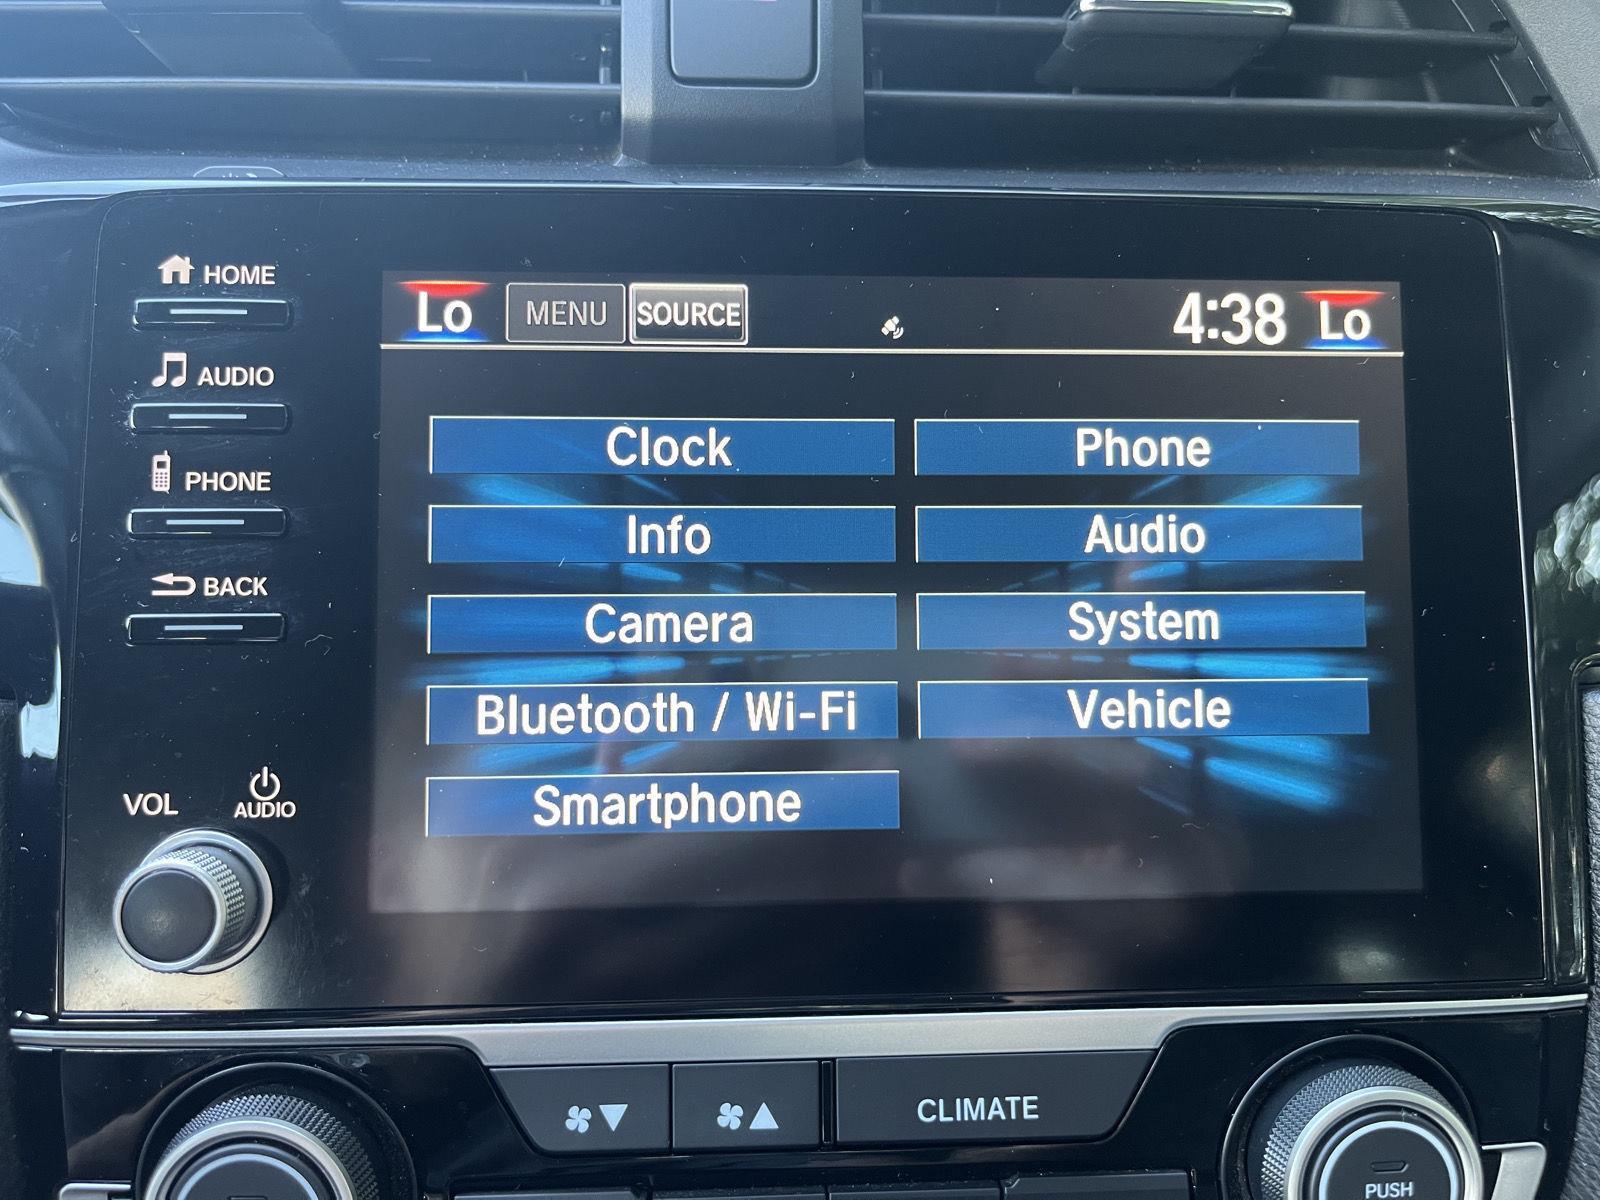 HOME
Lo MENU SOURCE 4:38 Lo
AUDIO
Clock Phone
PHONE
Info Audio
BACK
Camera System
Bluetooth / Wi-Fi Vehicle
Smartphone
VOL AUDIO
CLIMATE
PUSH